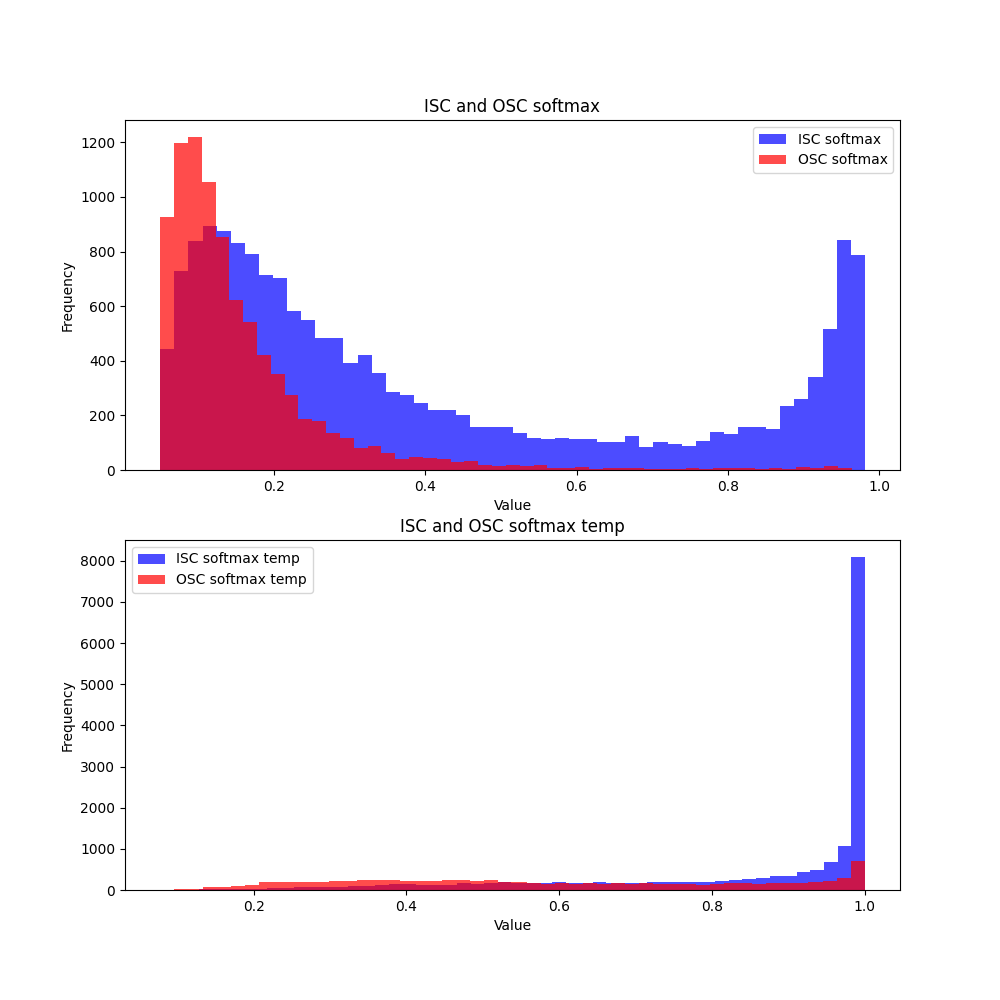 ISC and OSC softmax
ISC softmax
OSC softmax
1200
1000
800
600
400
200
0
Frequency
0.2 0.4 0.6 0.8 1.0
Value
ISC and OSC softmax temp
ISC softmax temp
OSC softmax temp
8000
7000
6000
5000
4000
3000
2000
1000
0
Frequency
0.2 0.4 0.6 0.8 1.0
Value